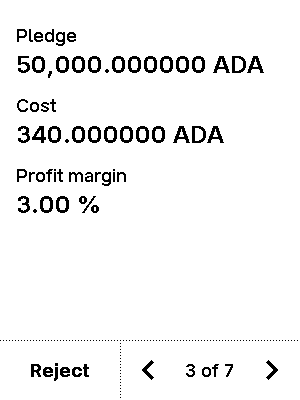 Pledge
50,000.000000 ADA
Cost
340.000000 ADA
Profit margin
3.00 %
Reject
3 of 7